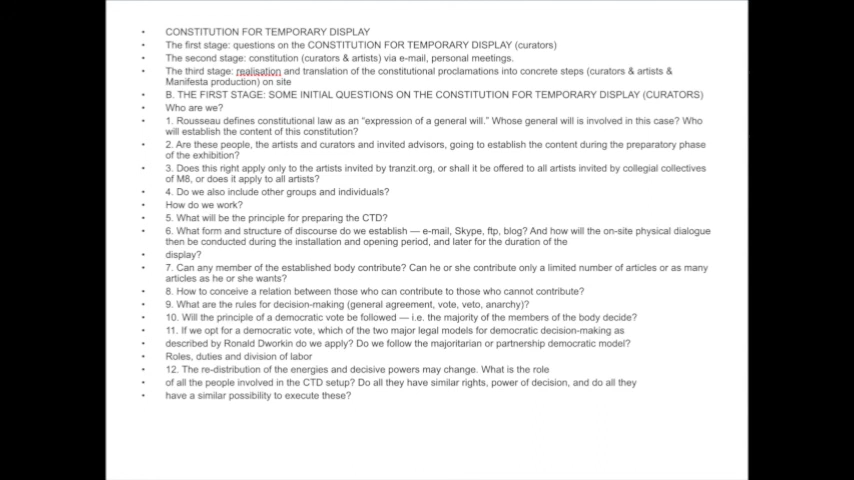 • CONSTITUTION FOR TEMPORARY DISPLAY
• The first stage: questions on the CONSTITUTION FOR TEMPORARY DISPLAY (curators)
• The second stage: constitution (curators & artists) via e-mail, personal meetings.
• The third stage: realisation and translation of the constitutional proclamations into concrete steps (curators & artists &
Manifesta production) on site
• B. THE FIRST STAGE: SOME INITIAL QUESTIONS ON THE CONSTITUTION FOR TEMPORARY DISPLAY (CURATORS)
• Who are we?
• 1. Rousseau defines constitutional law as an “expression of a general will.” Whose general will is involved in this case? Who
will establish the content of this constitution?
• 2. Are these people, the artists and curators and invited advisors, going to establish the content during the preparatory phase
of the exhibition?
• 3. Does this right apply only to the artists invited by tranzit.org, or shall it be offered to all artists invited by collegial collectives
of M8, or does it apply to all artists?
• 4. Do we also include other groups and individuals?
• How do we work?
• 5. What will be the principle for preparing the CTD?
• 6. What form and structure of discourse do we establish — e-mail, Skype, ftp, blog? And how will the on-site physical dialogue
then be conducted during the installation and opening period, and later for the duration of the
• display?
• 7. Can any member of the established body contribute? Can he or she contribute only a limited number of articles or as many
articles as he or she wants?
• 8. How to conceive a relation between those who can contribute to those who cannot contribute?
• 9. What are the rules for decision-making (general agreement, vote, veto, anarchy)?
• 10. Will the principle of a democratic vote be followed — i.e. the majority of the members of the body decide?
• 11. If we opt for a democratic vote, which of the two major legal models for democratic decision-making as
• described by Ronald Dworkin do we apply? Do we follow the majoritarian or partnership democratic model?
• Roles, duties and division of labor
• 12. The re-distribution of the energies and decisive powers may change. What is the role
• of all the people involved in the CTD setup? Do all they have similar rights, power of decision, and do all they
• have a similar possibility to execute these?